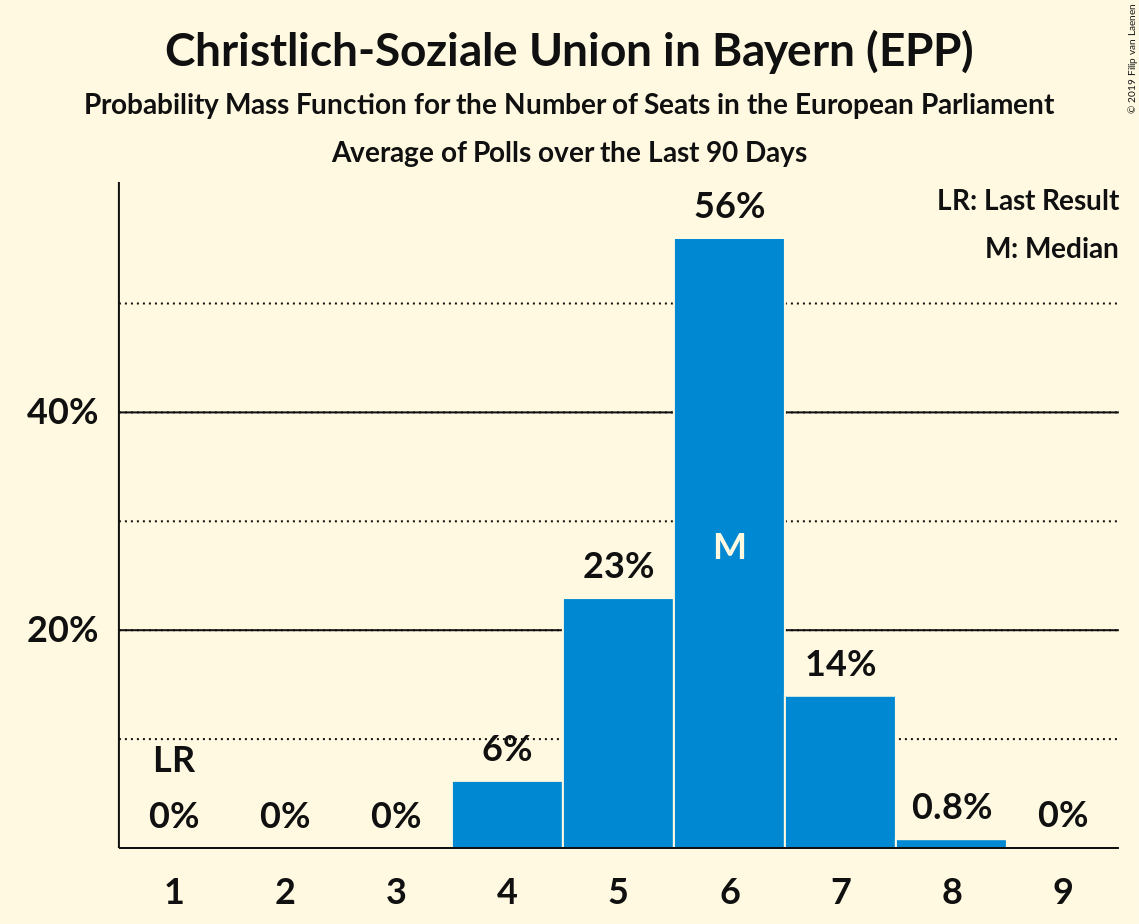 Christlich-Soziale Union in Bayern (EPP)
Probability Mass Function for the Number of Seats in the European Parliament
Average of Polls over the Last 90 Days
© 2019 Filip van Laenen
LR: Last Result
M: Median
56%
40%
M
23%
20%
14%
6%
LR
0.8%
0% 0% 0% 0%
1 2 3 4 5 6 7 8 9